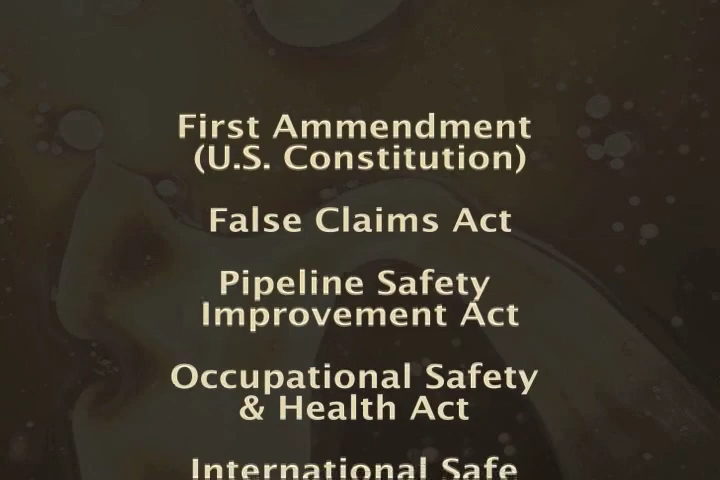 First Ammendment
(U.S. Constitution)
False Claims Act
Pipeline Safety
Improvement Act
Occupational Safety
& Health Act
International Safe